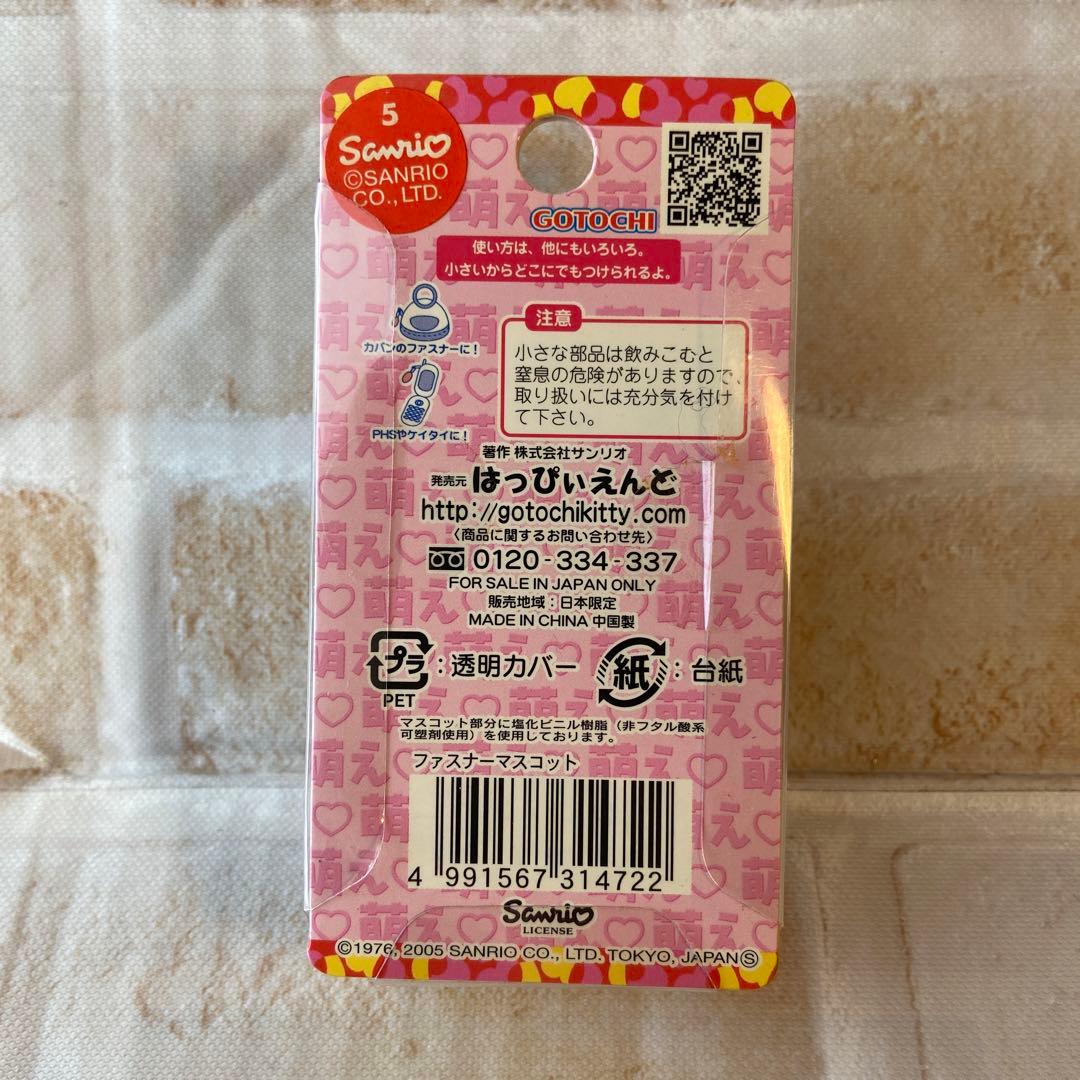 5
Sanrio
©SANRIO
CO., LTD.
GOTOCHI
使い方は、他にもいろいろ。
小さいからどこにでもつけられるよ。
カバンのファスナーに!
PHSやケイタイに!
注意
小さな部品は飲みこむと
窒息の危険がありますので、
取り扱いには充分気を付け
て下さい。
著作 株式会社サンリオ
発売元 はっぴぃえんど
http://gotochikitty.com
〈商品に関するお問い合わせ先〉
0120-334-337
FOR SALE IN JAPAN ONLY
販売地域:日本限定
MADE IN CHINA 中国製
プラ:透明カバー 紙:台紙
PET
マスコット部分に塩化ビニル樹脂(非フタル酸系
可塑剤使用)を使用しております。
ファスナーマスコット
4 991567 314722
Sanrio
LICENSE
©1976, 2005 SANRIO CO., LTD. TOKYO, JAPAN Ⓢ
萌え♡萌え